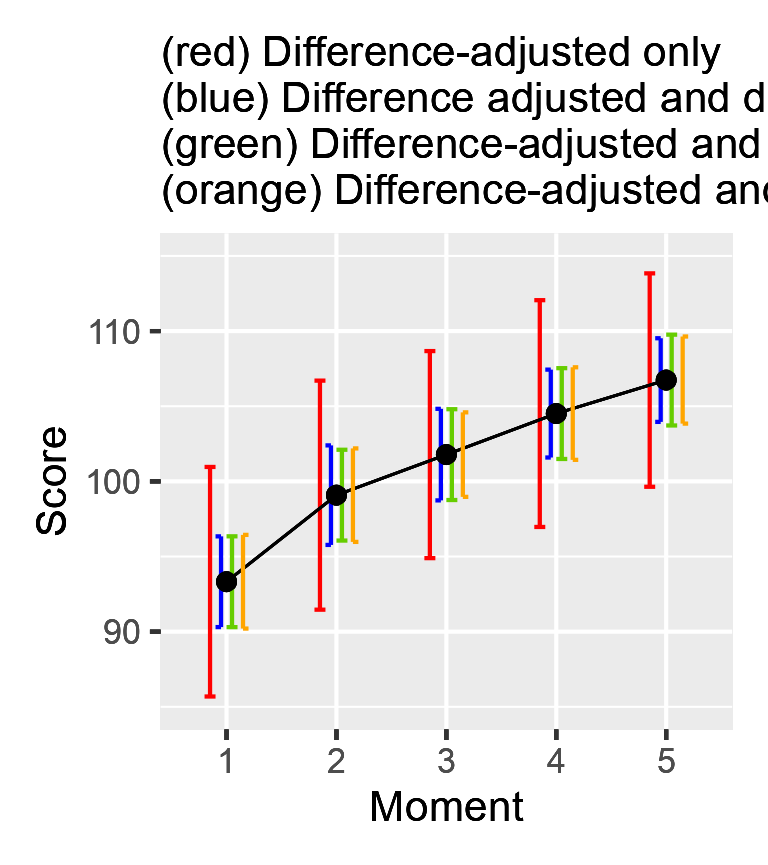 (red) Difference-adjusted only
(blue) Difference adjusted and d
(green) Difference-adjusted and
(orange) Difference-adjusted and
110
100
90
Score
1 2 3 4 5
Moment